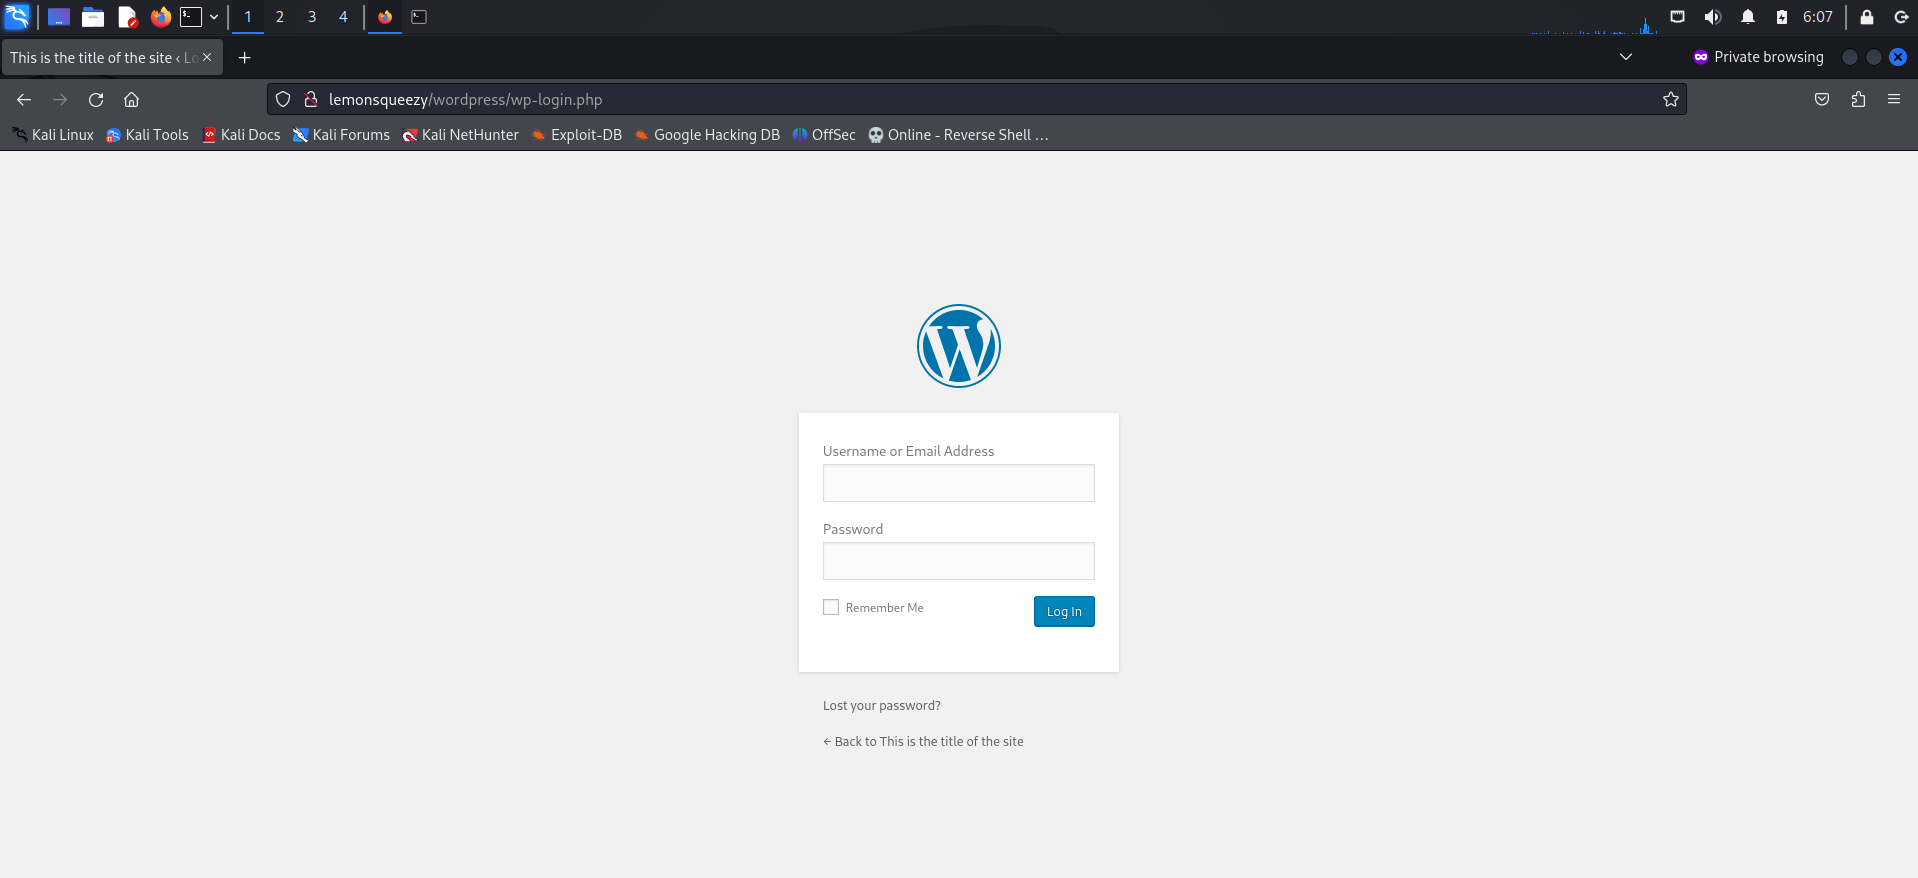 1 2 3 4 6:07
This is the title of the site ‹ Lo Private browsing
lemonsqueezy/wordpress/wp-login.php
Kali Linux Kali Tools Kali Docs Kali Forums Kali NetHunter Exploit-DB Google Hacking DB OffSec Online - Reverse Shell …
Username or Email Address
Password
Remember Me Log In
Lost your password?
← Back to This is the title of the site